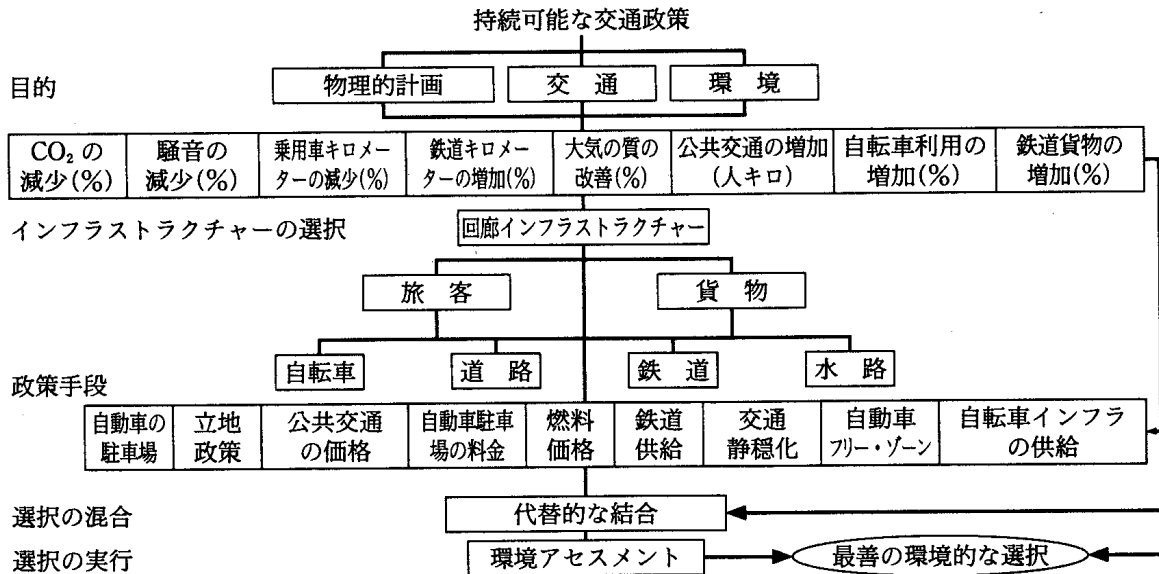 持続可能な交通政策
目的
物理的計画
交 通
環 境
CO₂の
減少(%)
騒音の
減少(%)
乗用車キロメー
ターの減少(%)
鉄道キロメー
ターの増加(%)
大気の質の
改善(%)
公共交通の増加
(人キロ)
自転車利用の
増加(%)
鉄道貨物の
増加(%)
インフラストラクチャーの選択
回廊インフラストラクチャー
旅 客
貨 物
自転車
道 路
鉄 道
水 路
政策手段
自動車の
駐車場
立地
政策
公共交通
の価格
自動車駐車
場の料金
燃料
価格
鉄道
供給
交通
静穏化
自動車
フリー・ゾーン
自転車インフラ
の供給
選択の混合
代替的な結合
選択の実行
環境アセスメント
最善の環境的な選択